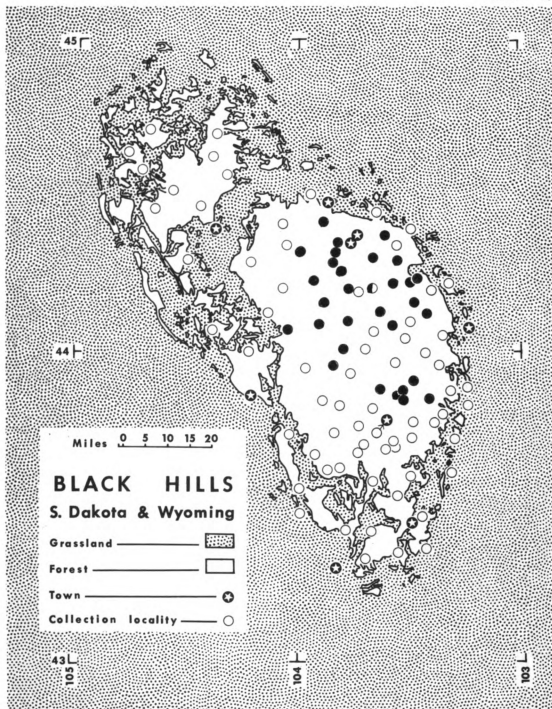 45
44
Miles 0 5 10 15 20
BLACK HILLS
S. Dakota & Wyoming
Grassland
Forest
Town
Collection locality
43
105
104
103